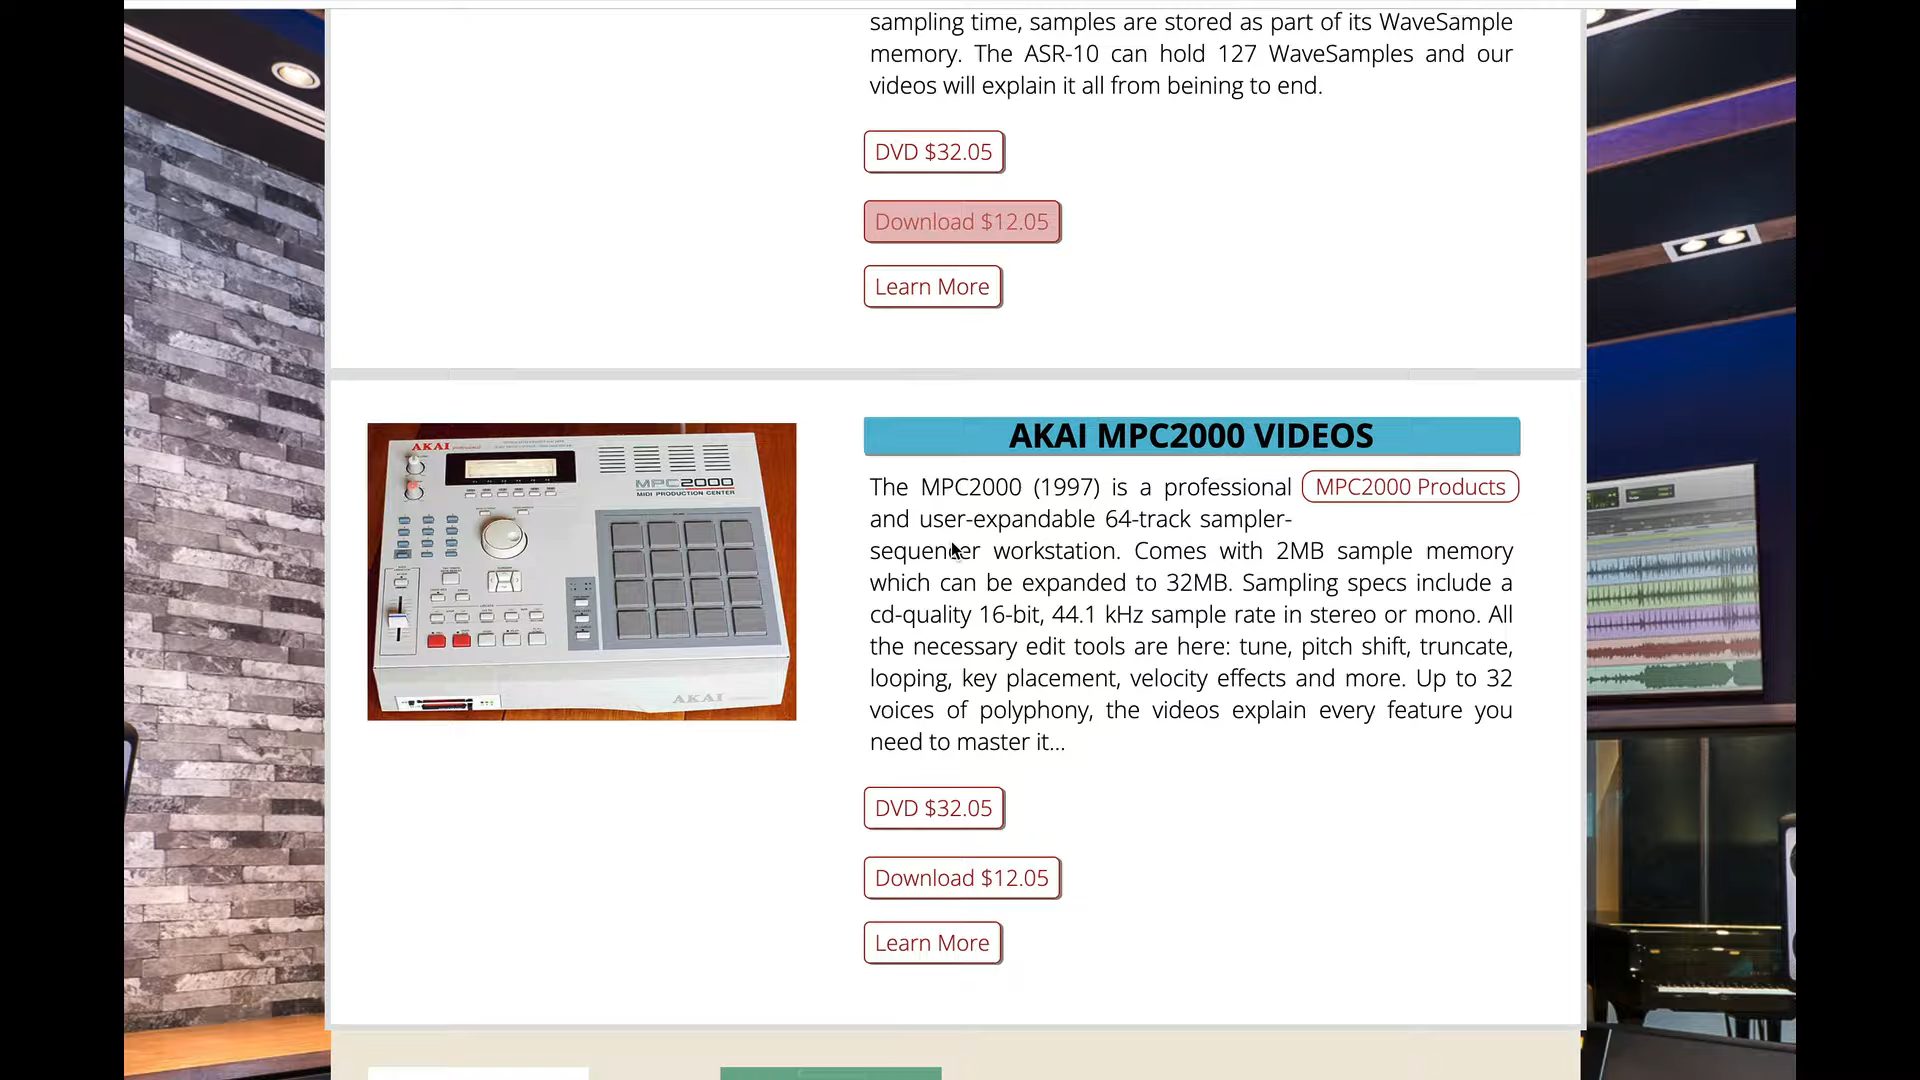 sampling time, samples are stored as part of its WaveSample
memory. The ASR-10 can hold 127 WaveSamples and our
videos will explain it all from beining to end.
DVD $32.05
Download $12.05
Learn More
AKAI
MPC2000
MIDI PRODUCTION CENTER
AKAI
AKAI MPC2000 VIDEOS
The MPC2000 (1997) is a professional
MPC2000 Products
and user-expandable 64-track sampler-
sequencer workstation. Comes with 2MB sample memory
which can be expanded to 32MB. Sampling specs include a
cd-quality 16-bit, 44.1 kHz sample rate in stereo or mono. All
the necessary edit tools are here: tune, pitch shift, truncate,
looping, key placement, velocity effects and more. Up to 32
voices of polyphony, the videos explain every feature you
need to master it...
DVD $32.05
Download $12.05
Learn More